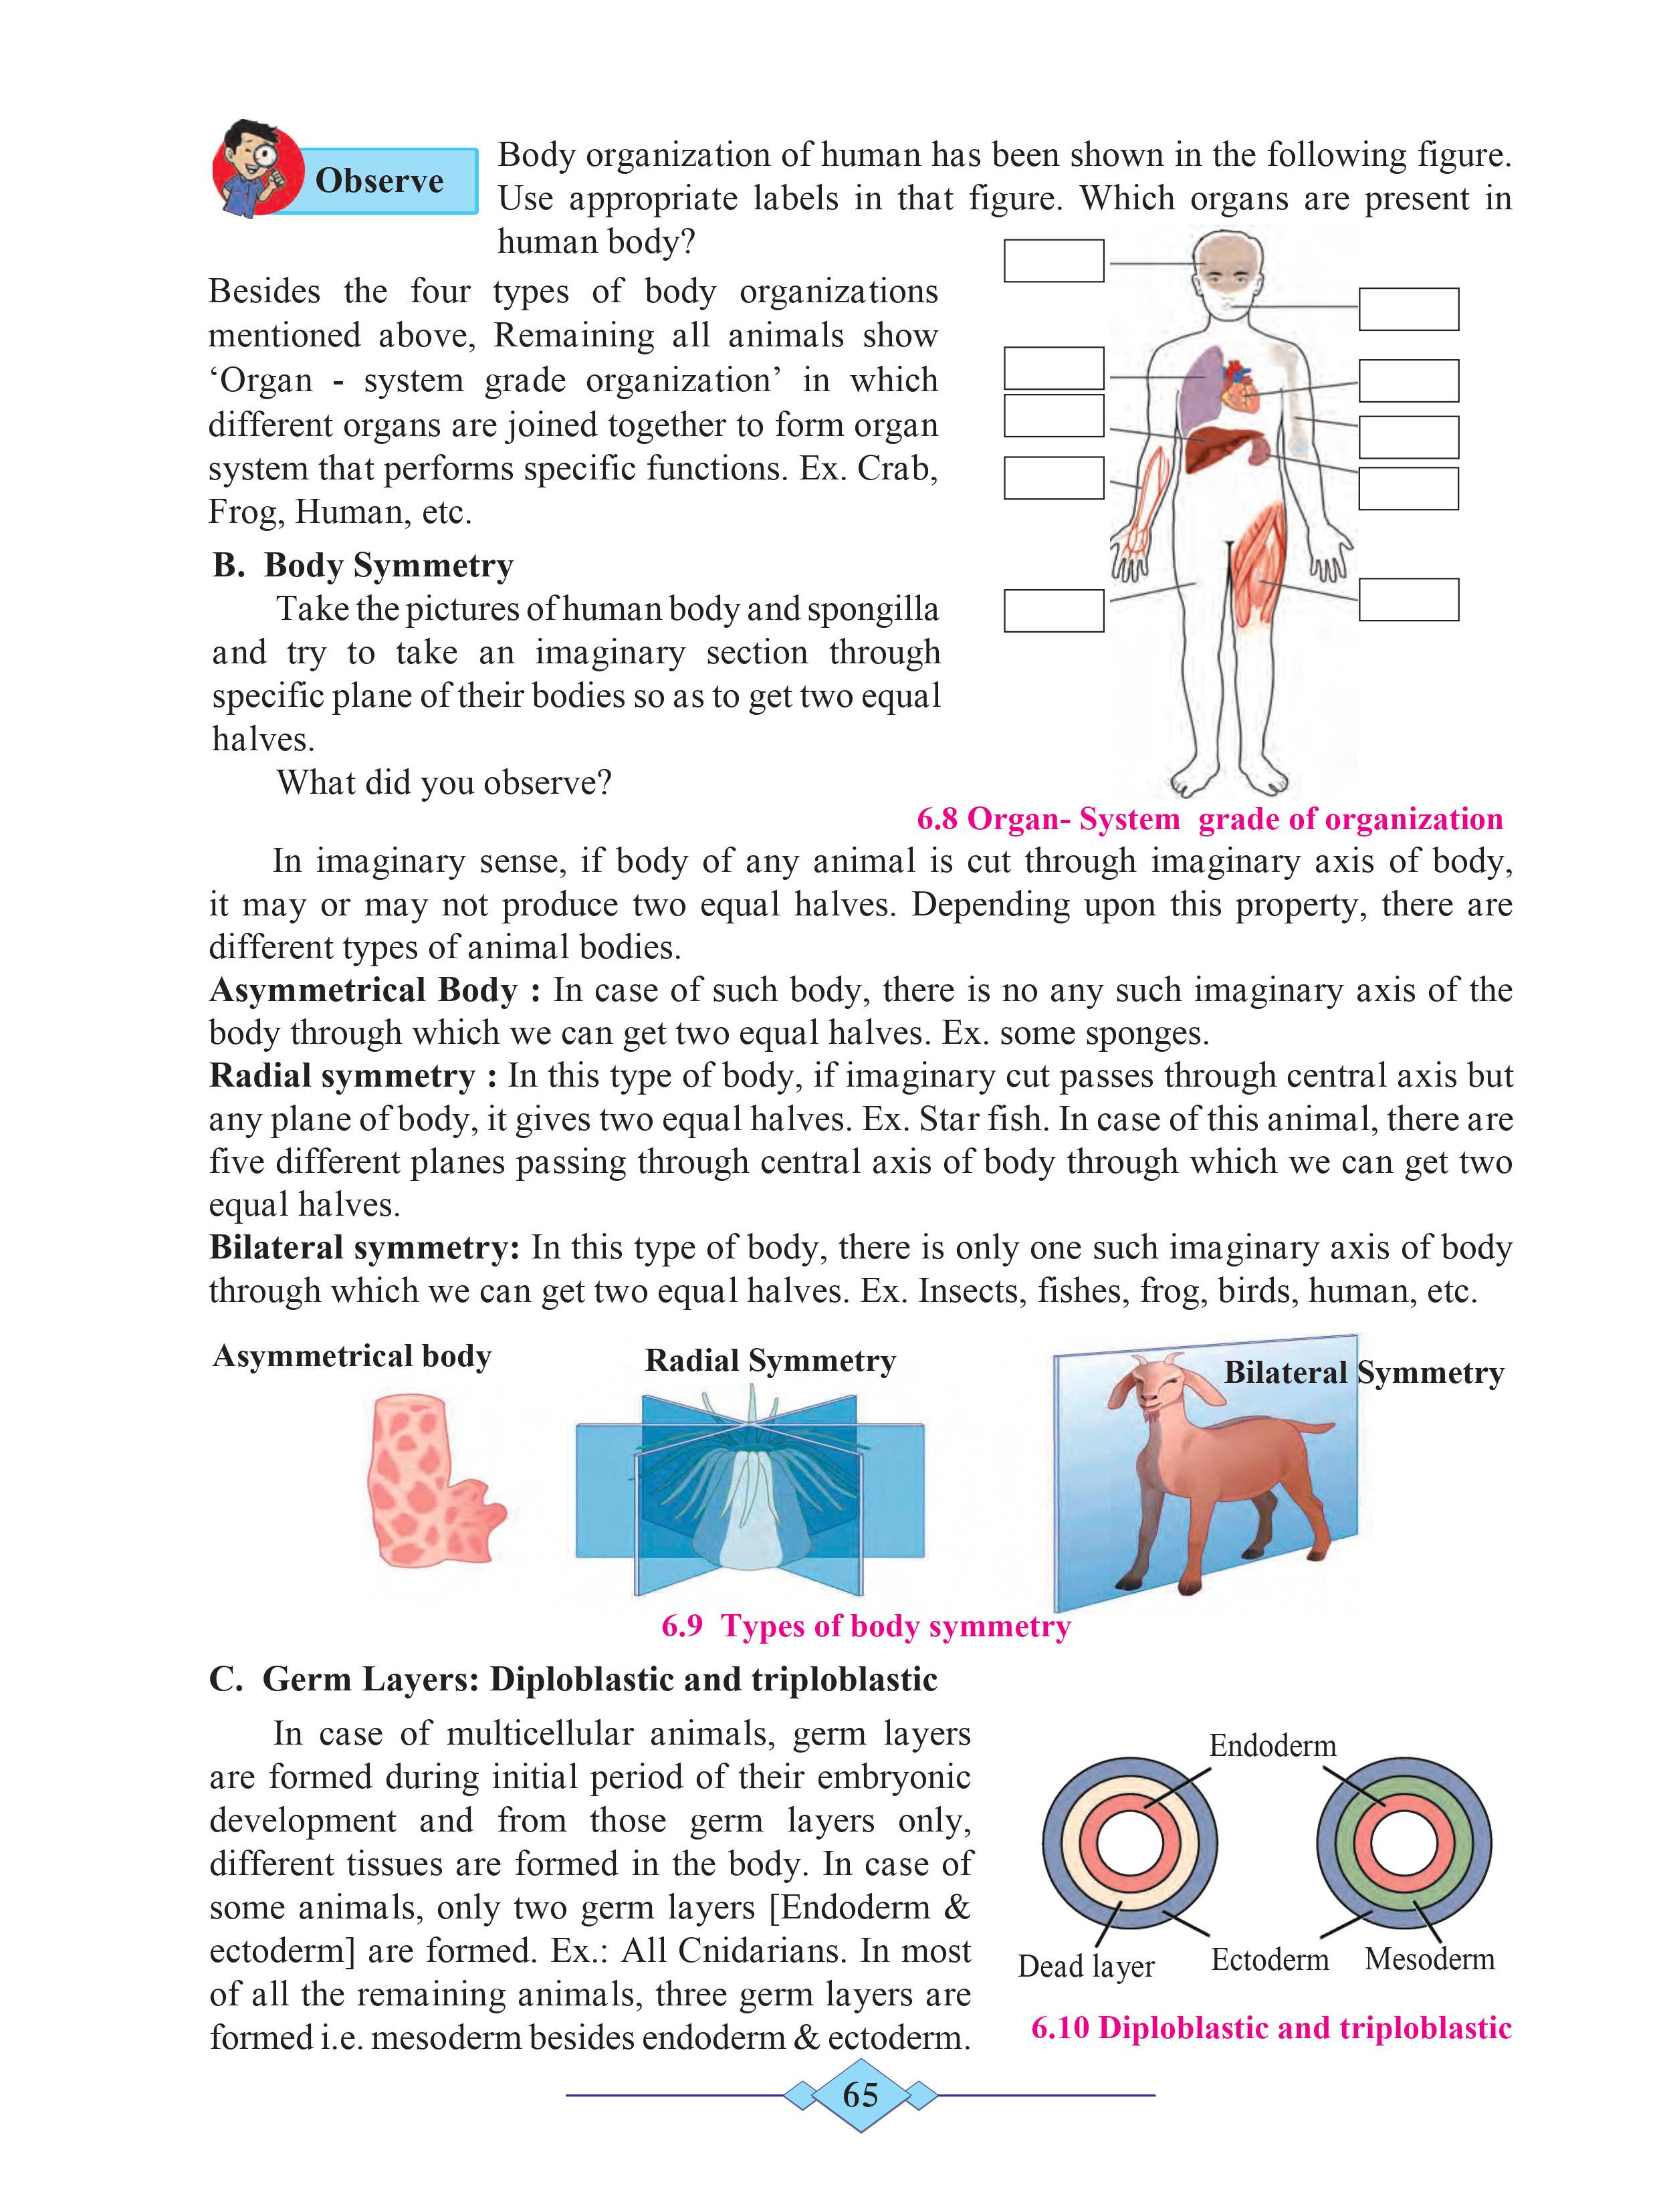 Observe
Body organization of human has been shown in the following figure.
Use appropriate labels in that figure. Which organs are present in
human body?
Besides the four types of body organizations
mentioned above, Remaining all animals show
‘Organ - system grade organization’ in which
different organs are joined together to form organ
system that performs specific functions. Ex. Crab,
Frog, Human, etc.
B. Body Symmetry
Take the pictures of human body and spongilla
and try to take an imaginary section through
specific plane of their bodies so as to get two equal
halves.
What did you observe?
6.8 Organ- System grade of organization
In imaginary sense, if body of any animal is cut through imaginary axis of body,
it may or may not produce two equal halves. Depending upon this property, there are
different types of animal bodies.
Asymmetrical Body : In case of such body, there is no any such imaginary axis of the
body through which we can get two equal halves. Ex. some sponges.
Radial symmetry : In this type of body, if imaginary cut passes through central axis but
any plane of body, it gives two equal halves. Ex. Star fish. In case of this animal, there are
five different planes passing through central axis of body through which we can get two
equal halves.
Bilateral symmetry: In this type of body, there is only one such imaginary axis of body
through which we can get two equal halves. Ex. Insects, fishes, frog, birds, human, etc.
Asymmetrical body
Radial Symmetry
Bilateral Symmetry
6.9 Types of body symmetry
C. Germ Layers: Diploblastic and triploblastic
In case of multicellular animals, germ layers
are formed during initial period of their embryonic
development and from those germ layers only,
different tissues are formed in the body. In case of
some animals, only two germ layers [Endoderm &
ectoderm] are formed. Ex.: All Cnidarians. In most
of all the remaining animals, three germ layers are
formed i.e. mesoderm besides endoderm & ectoderm.
Endoderm
Dead layer
Ectoderm
Mesoderm
6.10 Diploblastic and triploblastic
65